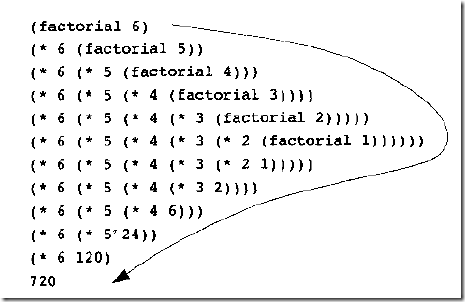 (factorial 6)
(* 6 (factorial 5))
(* 6 (* 5 (factorial 4)))
(* 6 (* 5 (* 4 (factorial 3))))
(* 6 (* 5 (* 4 (* 3 (factorial 2)))))
(* 6 (* 5 (* 4 (* 3 (* 2 (factorial 1))))))
(* 6 (* 5 (* 4 (* 3 (* 2 1)))))
(* 6 (* 5 (* 4 (* 3 2))))
(* 6 (* 5 (* 4 6)))
(* 6 (* 5 24))
(* 6 120)
720